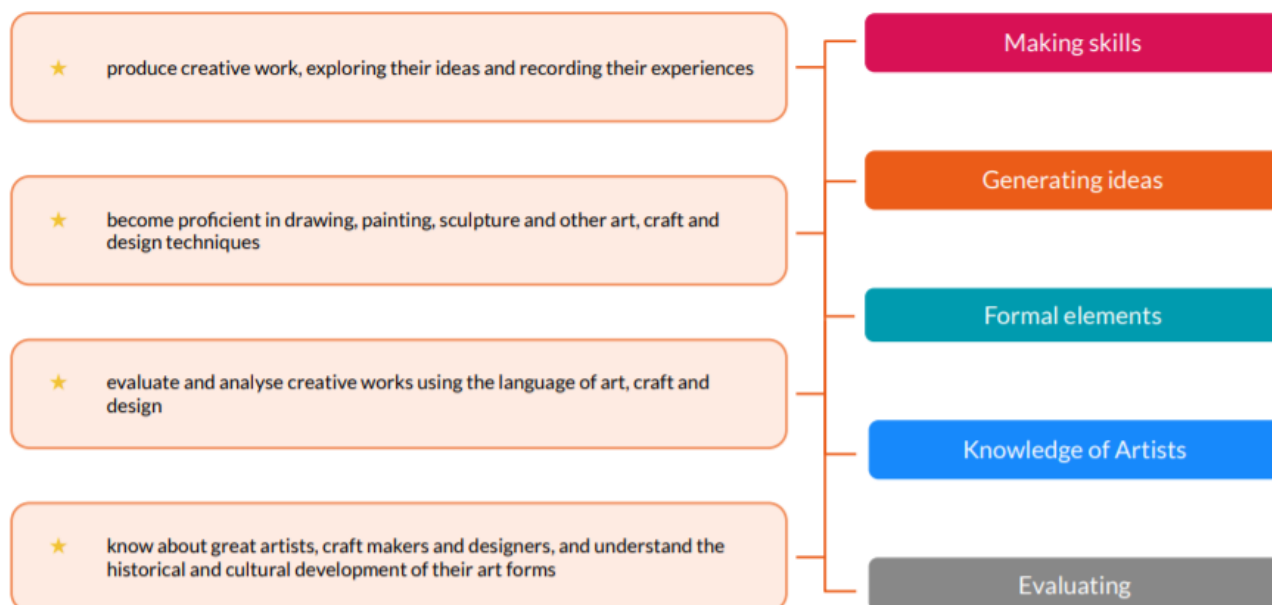 produce creative work, exploring their ideas and recording their experiences
become proficient in drawing, painting, sculpture and other art, craft and
design techniques
evaluate and analyse creative works using the language of art, craft and
design
know about great artists, craft makers and designers, and understand the
historical and cultural development of their art forms
Making skills
Generating ideas
Formal elements
Knowledge of Artists
Evaluating